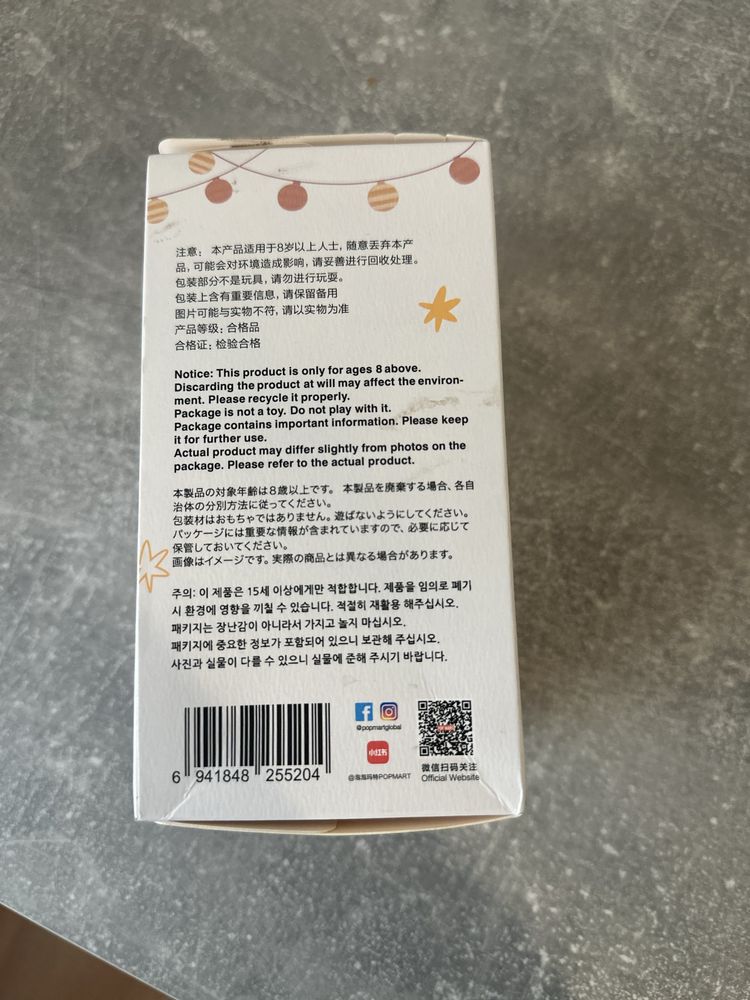 注意： 本产品适用于8岁以上人士，随意丢弃本产
品，可能会对环境造成影响，请妥善进行回收处理。
包装部分不是玩具，请勿进行玩耍。
包装上含有重要信息，请保留备用
图片可能与实物不符，请以实物为准
产品等级：合格品
合格证：检验合格
Notice: This product is only for ages 8 above.
Discarding the product at will may affect the environ-
ment. Please recycle it properly.
Package is not a toy. Do not play with it.
Package contains important information. Please keep
it for further use.
Actual product may differ slightly from photos on the
package. Please refer to the actual product.
本製品の対象年齢は8歳以上です。 本製品を廃棄する場合、各自
治体の分別方法に従ってください。
包装材はおもちゃではありません。遊ばないようにしてください。
パッケージには重要な情報が含まれていますので、必要に応じて
保管しておいてください。
画像はイメージです。実際の商品とは異なる場合があります。
주의: 이 제품은 15세 이상에게만 적합합니다. 제품을 임의로 폐기
시 환경에 영향을 끼칠 수 있습니다. 적절히 재활용 해주십시오.
패키지는 장난감이 아니라서 가지고 놀지 마십시오.
패키지에 중요한 정보가 포함되어 있으니 보관해 주십시오.
사진과 실물이 다를 수 있으니 실물에 준해 주시기 바랍니다.
6 941848 255204
@popmartglobal
小红书
@泡泡玛特POPMART
微信扫码关注
Official Website